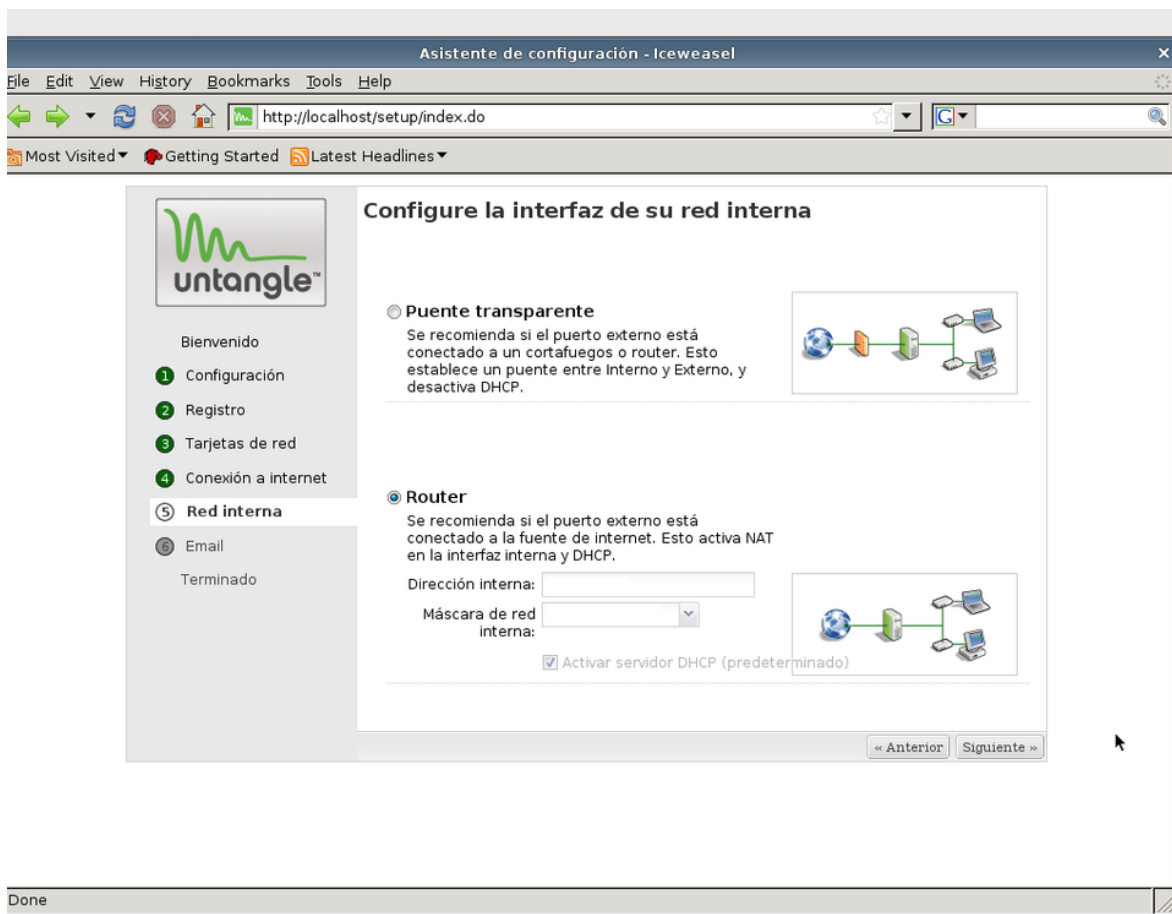 Asistente de configuración - Iceweasel
File Edit View History Bookmarks Tools Help
http://localhost/setup/index.do
G
Most Visited Getting Started Latest Headlines
untangle™
Bienvenido
1 Configuración
2 Registro
3 Tarjetas de red
4 Conexión a internet
5 Red interna
6 Email
Terminado
Configure la interfaz de su red interna
Puente transparente
Se recomienda si el puerto externo está
conectado a un cortafuegos o router. Esto
establece un puente entre Interno y Externo, y
desactiva DHCP.
Router
Se recomienda si el puerto externo está
conectado a la fuente de internet. Esto activa NAT
en la interfaz interna y DHCP.
Dirección interna:
Máscara de red
interna:
Activar servidor DHCP (predeterminado)
« Anterior Siguiente »
Done